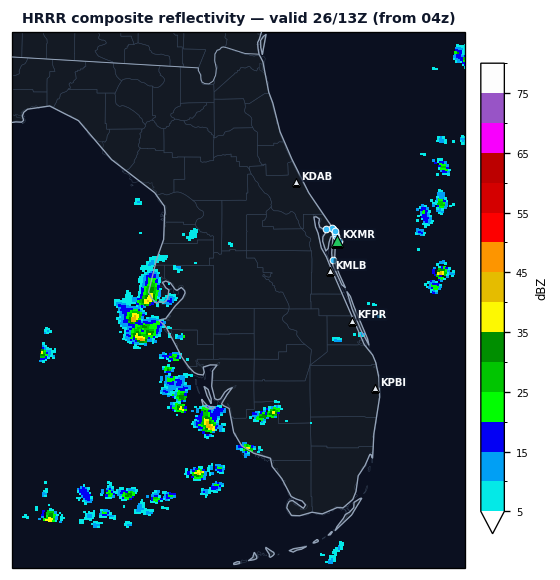 HRRR composite reflectivity — valid 26/13Z (from 04z)
KDAB
KXMR
KMLB
KFPR
KPBI
75
65
55
45
35
25
15
5
dBZ